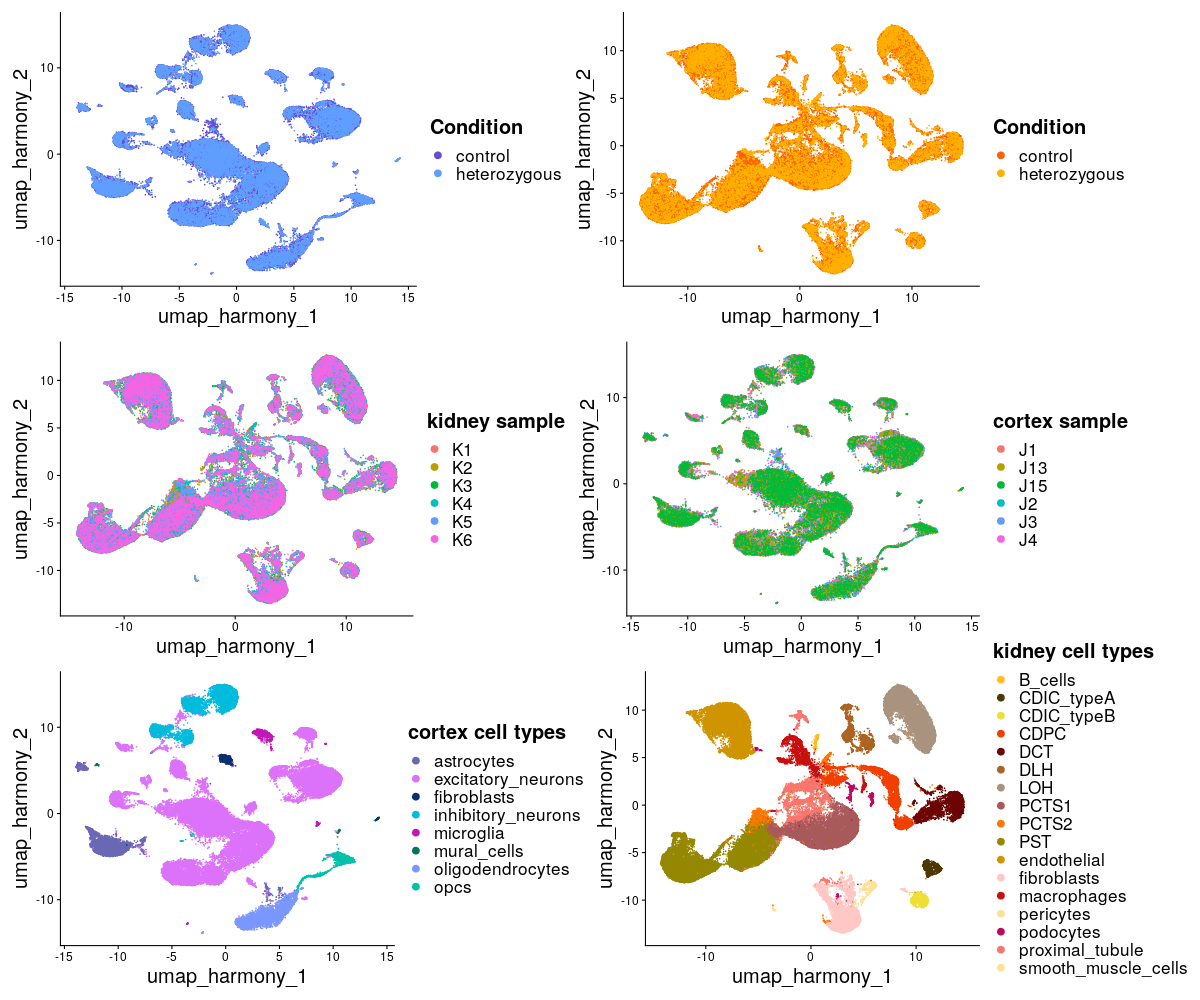 umap_harmony_2
10
0
-10
-15
-10
-5
0
5
10
15
umap_harmony_1
Condition
control
heterozygous
umap_harmony_2
10
5
0
-5
-10
-10
0
10
umap_harmony_1
Condition
control
heterozygous
umap_harmony_2
10
5
0
-5
-10
-10
0
10
umap_harmony_1
kidney sample
K1
K2
K3
K4
K5
K6
umap_harmony_2
10
0
-10
-15
-10
-5
0
5
10
15
umap_harmony_1
cortex sample
J1
J13
J15
J2
J3
J4
umap_harmony_2
10
0
-10
-15
-10
-5
0
5
10
15
umap_harmony_1
cortex cell types
astrocytes
excitatory_neurons
fibroblasts
inhibitory_neurons
microglia
mural_cells
oligodendrocytes
opcs
umap_harmony_2
10
5
0
-5
-10
-10
0
10
umap_harmony_1
kidney cell types
B_cells
CDIC_typeA
CDIC_typeB
CDPC
DCT
DLH
LOH
PCTS1
PCTS2
PST
endothelial
fibroblasts
macrophages
pericytes
podocytes
proximal_tubule
smooth_muscle_cells